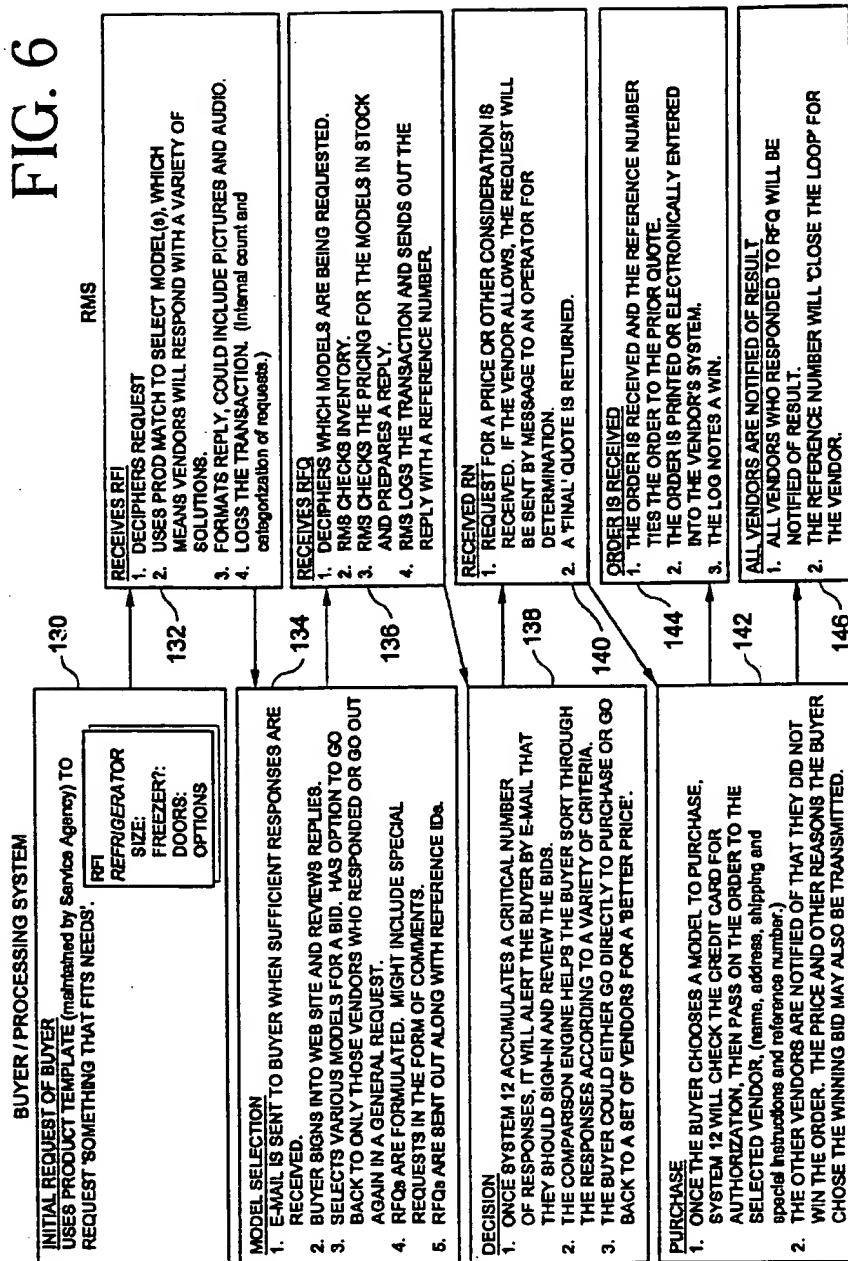 FIG. 6
BUYER / PROCESSING SYSTEM
RMS
INITIAL REQUEST OF BUYER
USES PRODUCT TEMPLATE (maintained by Service Agency) TO
REQUEST 'SOMETHING THAT FITS NEEDS'.
RFI
REFRIGERATOR
SIZE:
FREEZER?:
DOORS:
OPTIONS
130
RECEIVES RFI
1. DECIPHERS REQUEST
2. USES PROD MATCH TO SELECT MODEL(s), WHICH
MEANS VENDORS WILL RESPOND WITH A VARIETY OF
SOLUTIONS.
3. FORMATS REPLY, COULD INCLUDE PICTURES AND AUDIO.
4. LOGS THE TRANSACTION. (Internal count and
categorization of requests.)
132
MODEL SELECTION
1. E-MAIL IS SENT TO BUYER WHEN SUFFICIENT RESPONSES ARE
RECEIVED.
2. BUYER SIGNS INTO WEB SITE AND REVIEWS REPLIES.
3. SELECTS VARIOUS MODELS FOR A BID. HAS OPTION TO GO
BACK TO ONLY THOSE VENDORS WHO RESPONDED OR GO OUT
AGAIN IN A GENERAL REQUEST.
4. RFQs ARE FORMULATED. MIGHT INCLUDE SPECIAL
REQUESTS IN THE FORM OF COMMENTS.
5. RFQs ARE SENT OUT ALONG WITH REFERENCE IDs.
134
RECEIVES RFQ
1. DECIPHERS WHICH MODELS ARE BEING REQUESTED.
2. RMS CHECKS INVENTORY.
3. RMS CHECKS THE PRICING FOR THE MODELS IN STOCK
AND PREPARES A REPLY.
4. RMS LOGS THE TRANSACTION AND SENDS OUT THE
REPLY WITH A REFERENCE NUMBER.
136
DECISION
1. ONCE SYSTEM 12 ACCUMULATES A CRITICAL NUMBER
OF RESPONSES, IT WILL ALERT THE BUYER BY E-MAIL THAT
THEY SHOULD SIGN-IN AND REVIEW THE BIDS.
2. THE COMPARISON ENGINE HELPS THE BUYER SORT THROUGH
THE RESPONSES ACCORDING TO A VARIETY OF CRITERIA.
3. THE BUYER COULD EITHER GO DIRECTLY TO PURCHASE OR GO
BACK TO A SET OF VENDORS FOR A 'BETTER PRICE'.
138
RECEIVED RN
1. REQUEST FOR A PRICE OR OTHER CONSIDERATION IS
RECEIVED. IF THE VENDOR ALLOWS, THE REQUEST WILL
BE SENT BY MESSAGE TO AN OPERATOR FOR
DETERMINATION.
2. A 'FINAL' QUOTE IS RETURNED.
140
PURCHASE
1. ONCE THE BUYER CHOOSES A MODEL TO PURCHASE,
SYSTEM 12 WILL CHECK THE CREDIT CARD FOR
AUTHORIZATION, THEN PASS ON THE ORDER TO THE
SELECTED VENDOR, (name, address, shipping and
special instructions and reference number.)
2. THE OTHER VENDORS ARE NOTIFIED OF THAT THEY DID NOT
WIN THE ORDER. THE PRICE AND OTHER REASONS THE BUYER
CHOSE THE WINNING BID MAY ALSO BE TRANSMITTED.
144
142
ORDER IS RECEIVED
1. THE ORDER IS RECEIVED AND THE REFERENCE NUMBER
TIES THE ORDER TO THE PRIOR QUOTE.
2. THE ORDER IS PRINTED OR ELECTRONICALLY ENTERED
INTO THE VENDOR'S SYSTEM.
3. THE LOG NOTES A WIN.
ALL VENDORS ARE NOTIFIED OF RESULT
1. ALL VENDORS WHO RESPONDED TO RFQ WILL BE
NOTIFIED OF RESULT.
2. THE REFERENCE NUMBER WILL 'CLOSE THE LOOP' FOR
THE VENDOR.
146